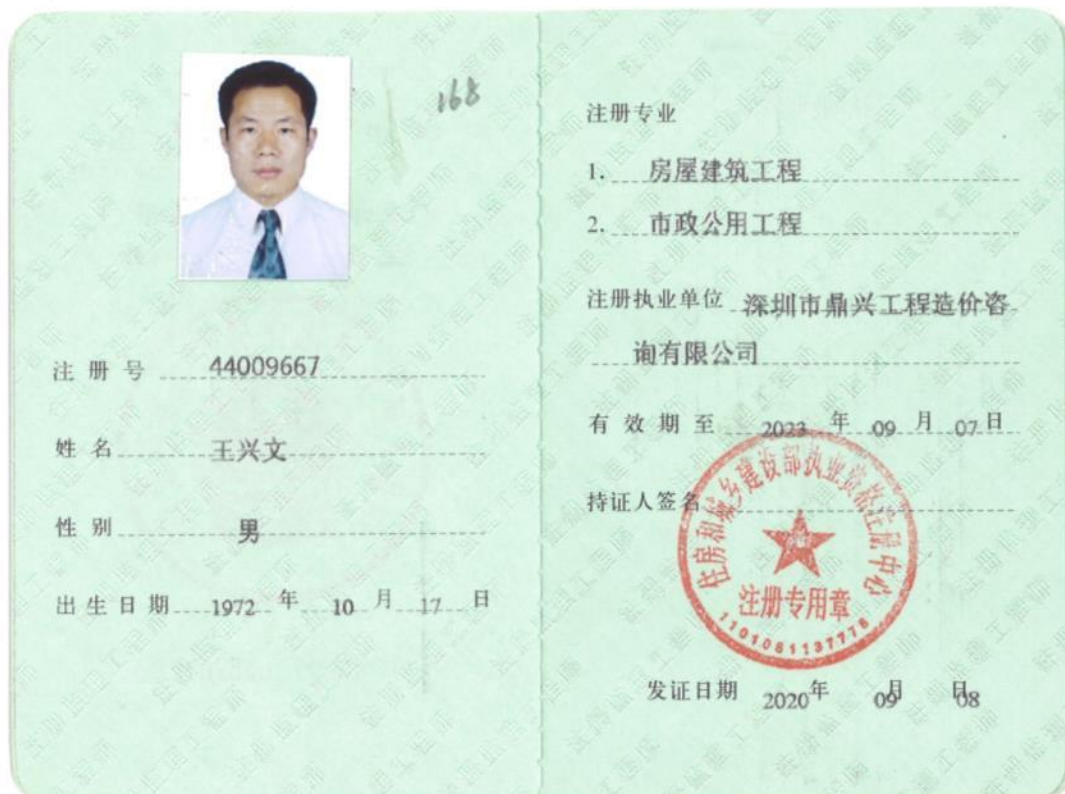 168
注册号 44009667
姓名 王兴文
性别 男
出生日期 1972 年 10 月 17 日
注册专业
1. 房屋建筑工程
2. 市政公用工程
注册执业单位 深圳市鼎兴工程造价咨
询有限公司
有效期至 2023 年 09 月 07 日
持证人签名
住房和城乡建设部执业资格注册中心
注册专用章
1101081137778
发证日期 2020 年 09 月 08 日